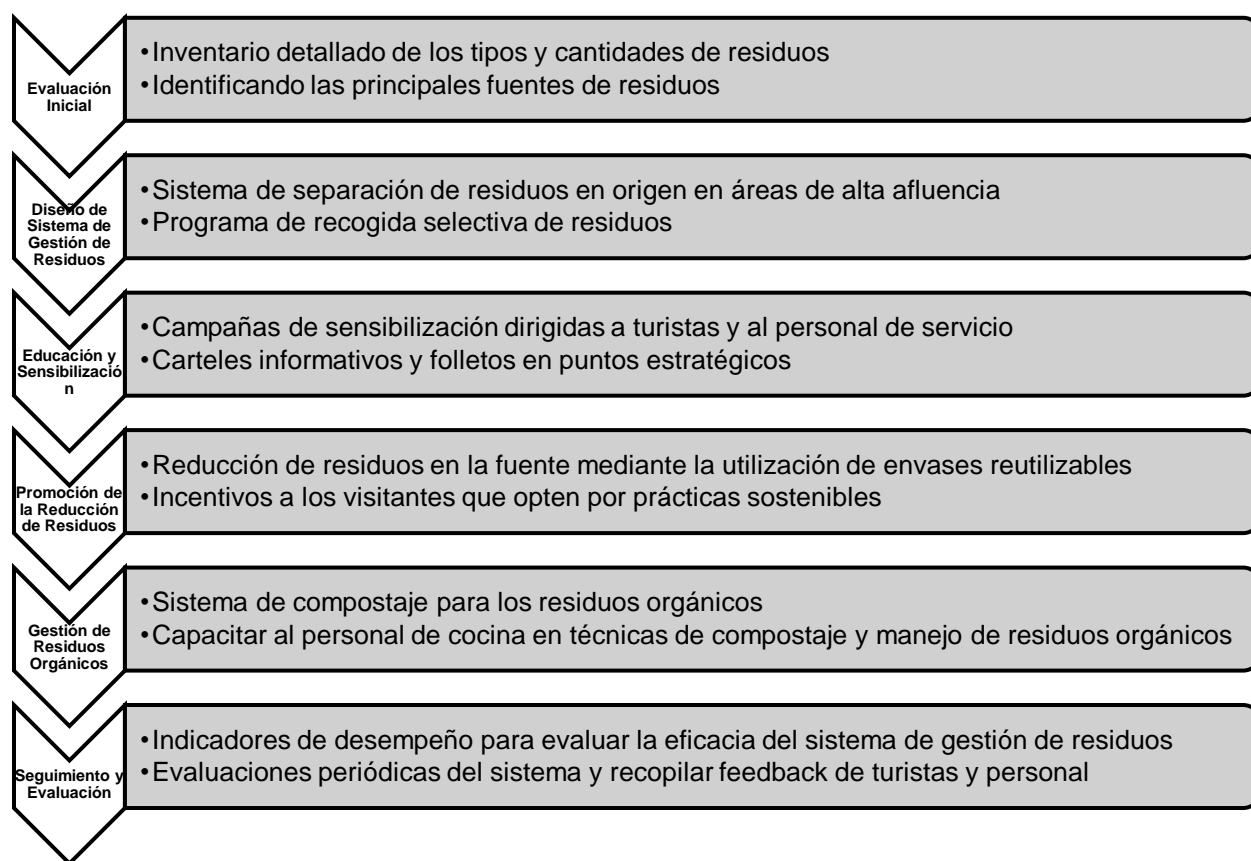 Evaluación
Inicial
•Inventario detallado de los tipos y cantidades de residuos
•Identificando las principales fuentes de residuos
Diseño de
Sistema de
Gestión de
Residuos
•Sistema de separación de residuos en origen en áreas de alta afluencia
•Programa de recogida selectiva de residuos
Educación y
Sensibilizació
n
•Campañas de sensibilización dirigidas a turistas y al personal de servicio
•Carteles informativos y folletos en puntos estratégicos
Promoción de
la Reducción
de Residuos
•Reducción de residuos en la fuente mediante la utilización de envases reutilizables
•Incentivos a los visitantes que opten por prácticas sostenibles
Gestión de
Residuos
Orgánicos
•Sistema de compostaje para los residuos orgánicos
•Capacitar al personal de cocina en técnicas de compostaje y manejo de residuos orgánicos
Seguimiento y
Evaluación
•Indicadores de desempeño para evaluar la eficacia del sistema de gestión de residuos
•Evaluaciones periódicas del sistema y recopilar feedback de turistas y personal